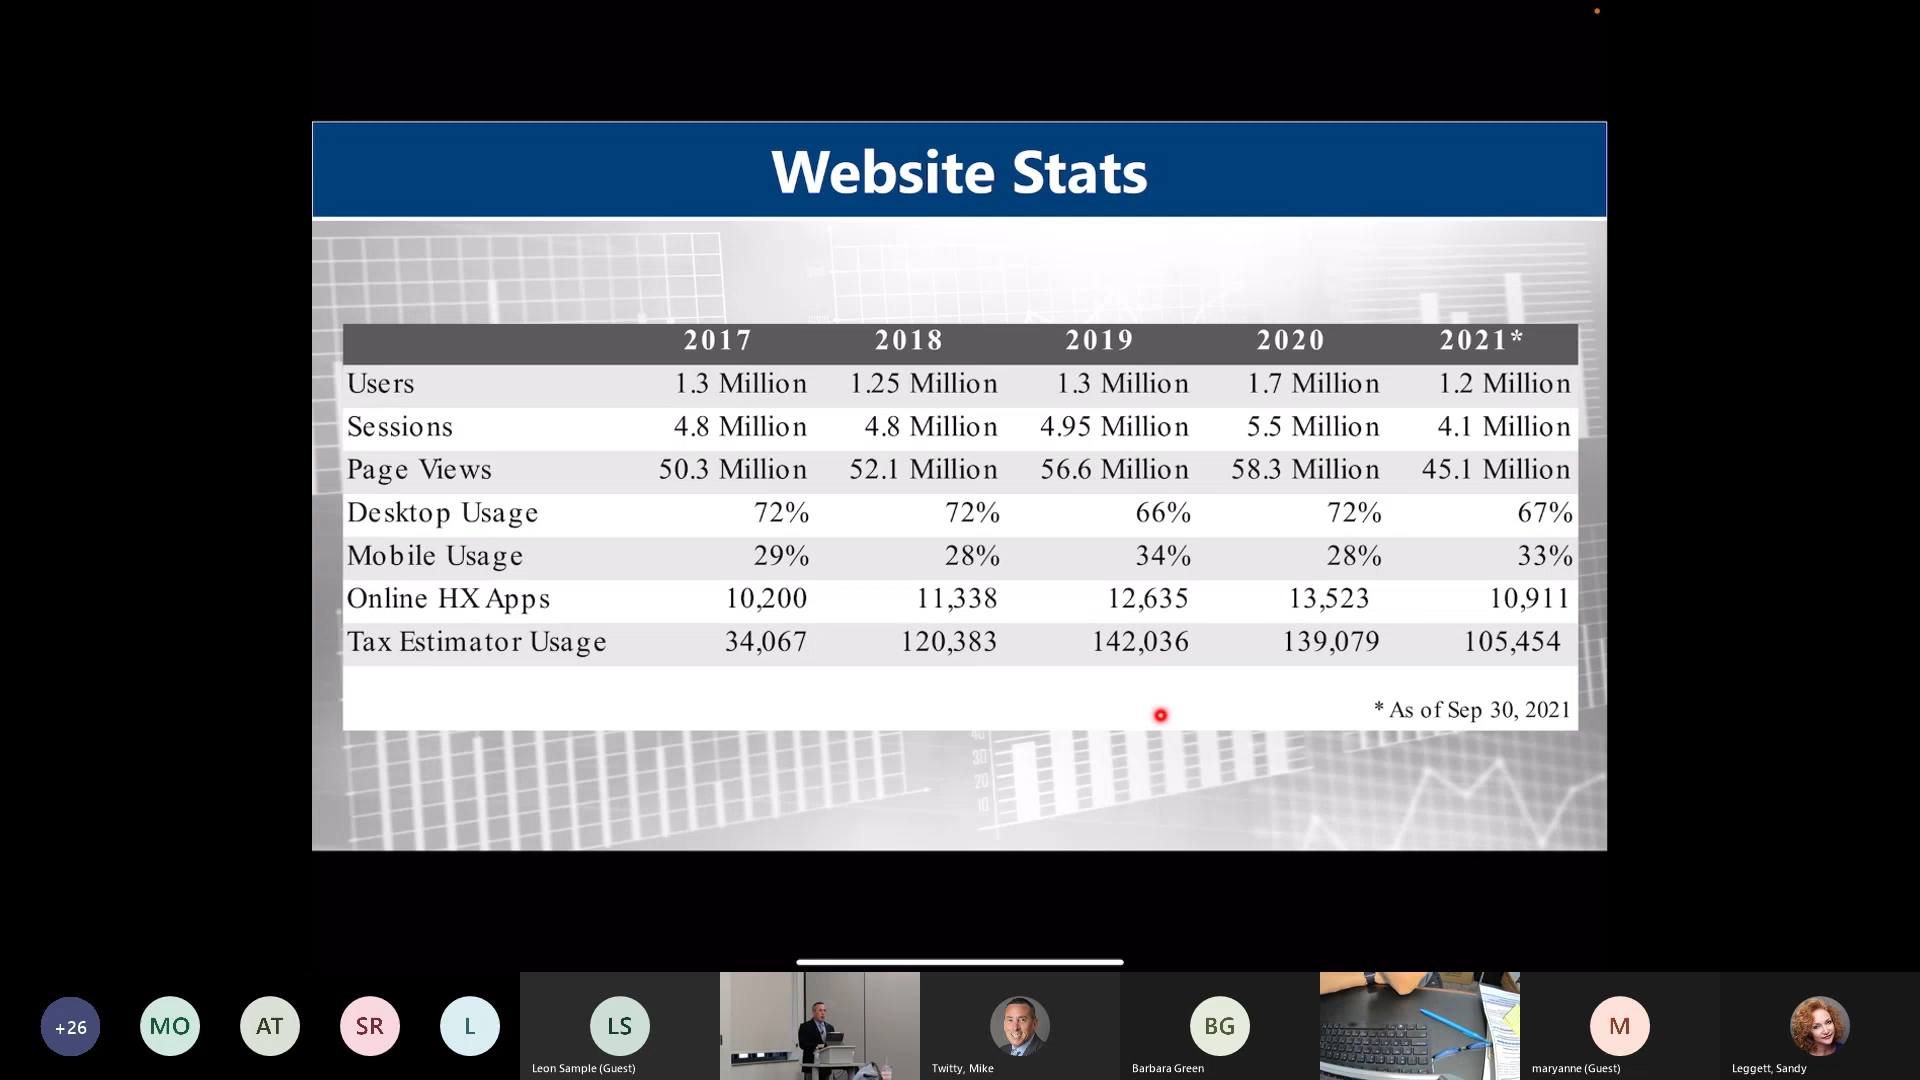 Website Stats
2017 2018 2019 2020 2021*
Users 1.3 Million 1.25 Million 1.3 Million 1.7 Million 1.2 Million
Sessions 4.8 Million 4.8 Million 4.95 Million 5.5 Million 4.1 Million
Page Views 50.3 Million 52.1 Million 56.6 Million 58.3 Million 45.1 Million
Desktop Usage 72% 72% 66% 72% 67%
Mobile Usage 29% 28% 34% 28% 33%
Online HX Apps 10,200 11,338 12,635 13,523 10,911
Tax Estimator Usage 34,067 120,383 142,036 139,079 105,454
* As of Sep 30, 2021
40
30
20
10
+26 MO AT SR L LS BG M
Leon Sample (Guest) Twitty, Mike Barbara Green maryanne (Guest) Leggett, Sandy